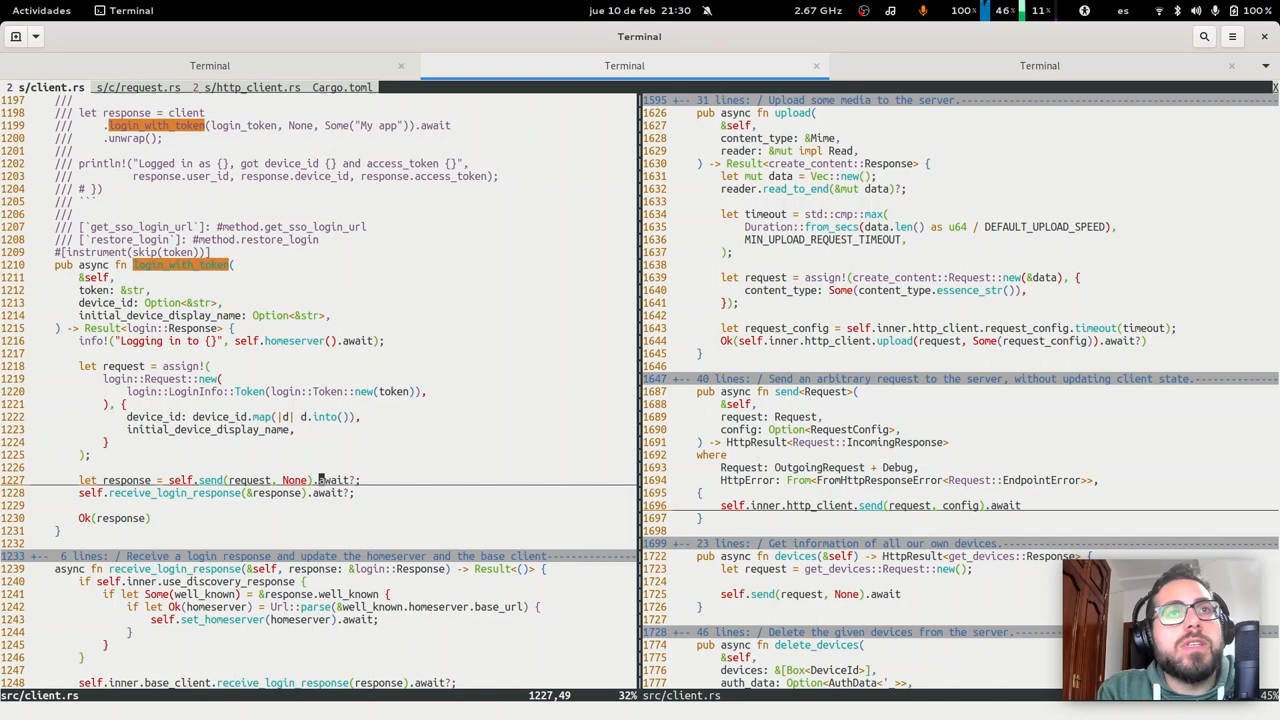 Actividades
Terminal
jue 10 de feb 21:30
2.67 GHz
100%
46%
11%
es
100 %
Terminal
Terminal
Terminal
Terminal
2 s/client.rs  s/c/request.rs  2 s/http_client.rs  Cargo.toml
X
1197 ///
1198 /// let response = client
1199 ///     .login_with_token(login_token, None, Some("My app")).await
1200 ///     .unwrap();
1201 ///
1202 /// println!("Logged in as {}, got device_id {} and access_token {}",
1203 ///          response.user_id, response.device_id, response.access_token);
1204 /// # })
1205 /// ```
1206 ///
1207 /// [`get_sso_login_url`]: #method.get_sso_login_url
1208 /// [`restore_login`]: #method.restore_login
1209 #[instrument(skip(token))]
1210 pub async fn login_with_token(
1211     &self,
1212     token: &str,
1213     device_id: Option<&str>,
1214     initial_device_display_name: Option<&str>,
1215 ) -> Result<login::Response> {
1216     info!("Logging in to {}", self.homeserver().await);
1217
1218     let request = assign!(
1219         login::Request::new(
1220             login::LoginInfo::Token(login::Token::new(token)),
1221         ), {
1222             device_id: device_id.map(|d| d.into()),
1223             initial_device_display_name,
1224         }
1225     );
1226
1227     let response = self.send(request, None).await?;
1228     self.receive_login_response(&response).await?;
1229
1230     Ok(response)
1231 }
1232
1233 +--  6 lines: / Receive a login response and update the homeserver and the base client
1239 async fn receive_login_response(&self, response: &login::Response) -> Result<()> {
1240     if self.inner.use_discovery_response {
1241         if let Some(well_known) = &response.well_known {
1242             if let Ok(homeserver) = Url::parse(&well_known.homeserver.base_url) {
1243                 self.set_homeserver(homeserver).await;
1244             }
1245         }
1246     }
1247
1248     self.inner.base_client.receive_login_response(response).await?;
src/client.rs 1227,49 32%
1595 +-- 31 lines: / Upload some media to the server.
1626 pub async fn upload(
1627     &self,
1628     content_type: &Mime,
1629     reader: &mut impl Read,
1630 ) -> Result<create_content::Response> {
1631     let mut data = Vec::new();
1632     reader.read_to_end(&mut data)?;
1633
1634     let timeout = std::cmp::max(
1635         Duration::from_secs(data.len() as u64 / DEFAULT_UPLOAD_SPEED),
1636         MIN_UPLOAD_REQUEST_TIMEOUT,
1637     );
1638
1639     let request = assign!(create_content::Request::new(&data), {
1640         content_type: Some(content_type.essence_str()),
1641     });
1642
1643     let request_config = self.inner.http_client.request_config.timeout(timeout);
1644     Ok(self.inner.http_client.upload(request, Some(request_config)).await?)
1645 }
1646
1647 +-- 40 lines: / Send an arbitrary request to the server, without updating client state.
1687 pub async fn send<Request>(
1688     &self,
1689     request: Request,
1690     config: Option<RequestConfig>,
1691 ) -> HttpResult<Request::IncomingResponse>
1692 where
1693     Request: OutgoingRequest + Debug,
1694     HttpError: From<FromHttpResponseError<Request::EndpointError>>,
1695 {
1696     self.inner.http_client.send(request, config).await
1697 }
1698
1699 +-- 23 lines: / Get information of all our own devices.
1722 pub async fn devices(&self) -> HttpResult<get_devices::Response> {
1723     let request = get_devices::Request::new();
1724
1725     self.send(request, None).await
1726 }
1727
1728 +-- 46 lines: / Delete the given devices from the server.
1774 pub async fn delete_devices(
1775     &self,
1776     devices: &[Box<DeviceId>],
1777     auth_data: Option<AuthData<'_>>,
src/client.rs 45%